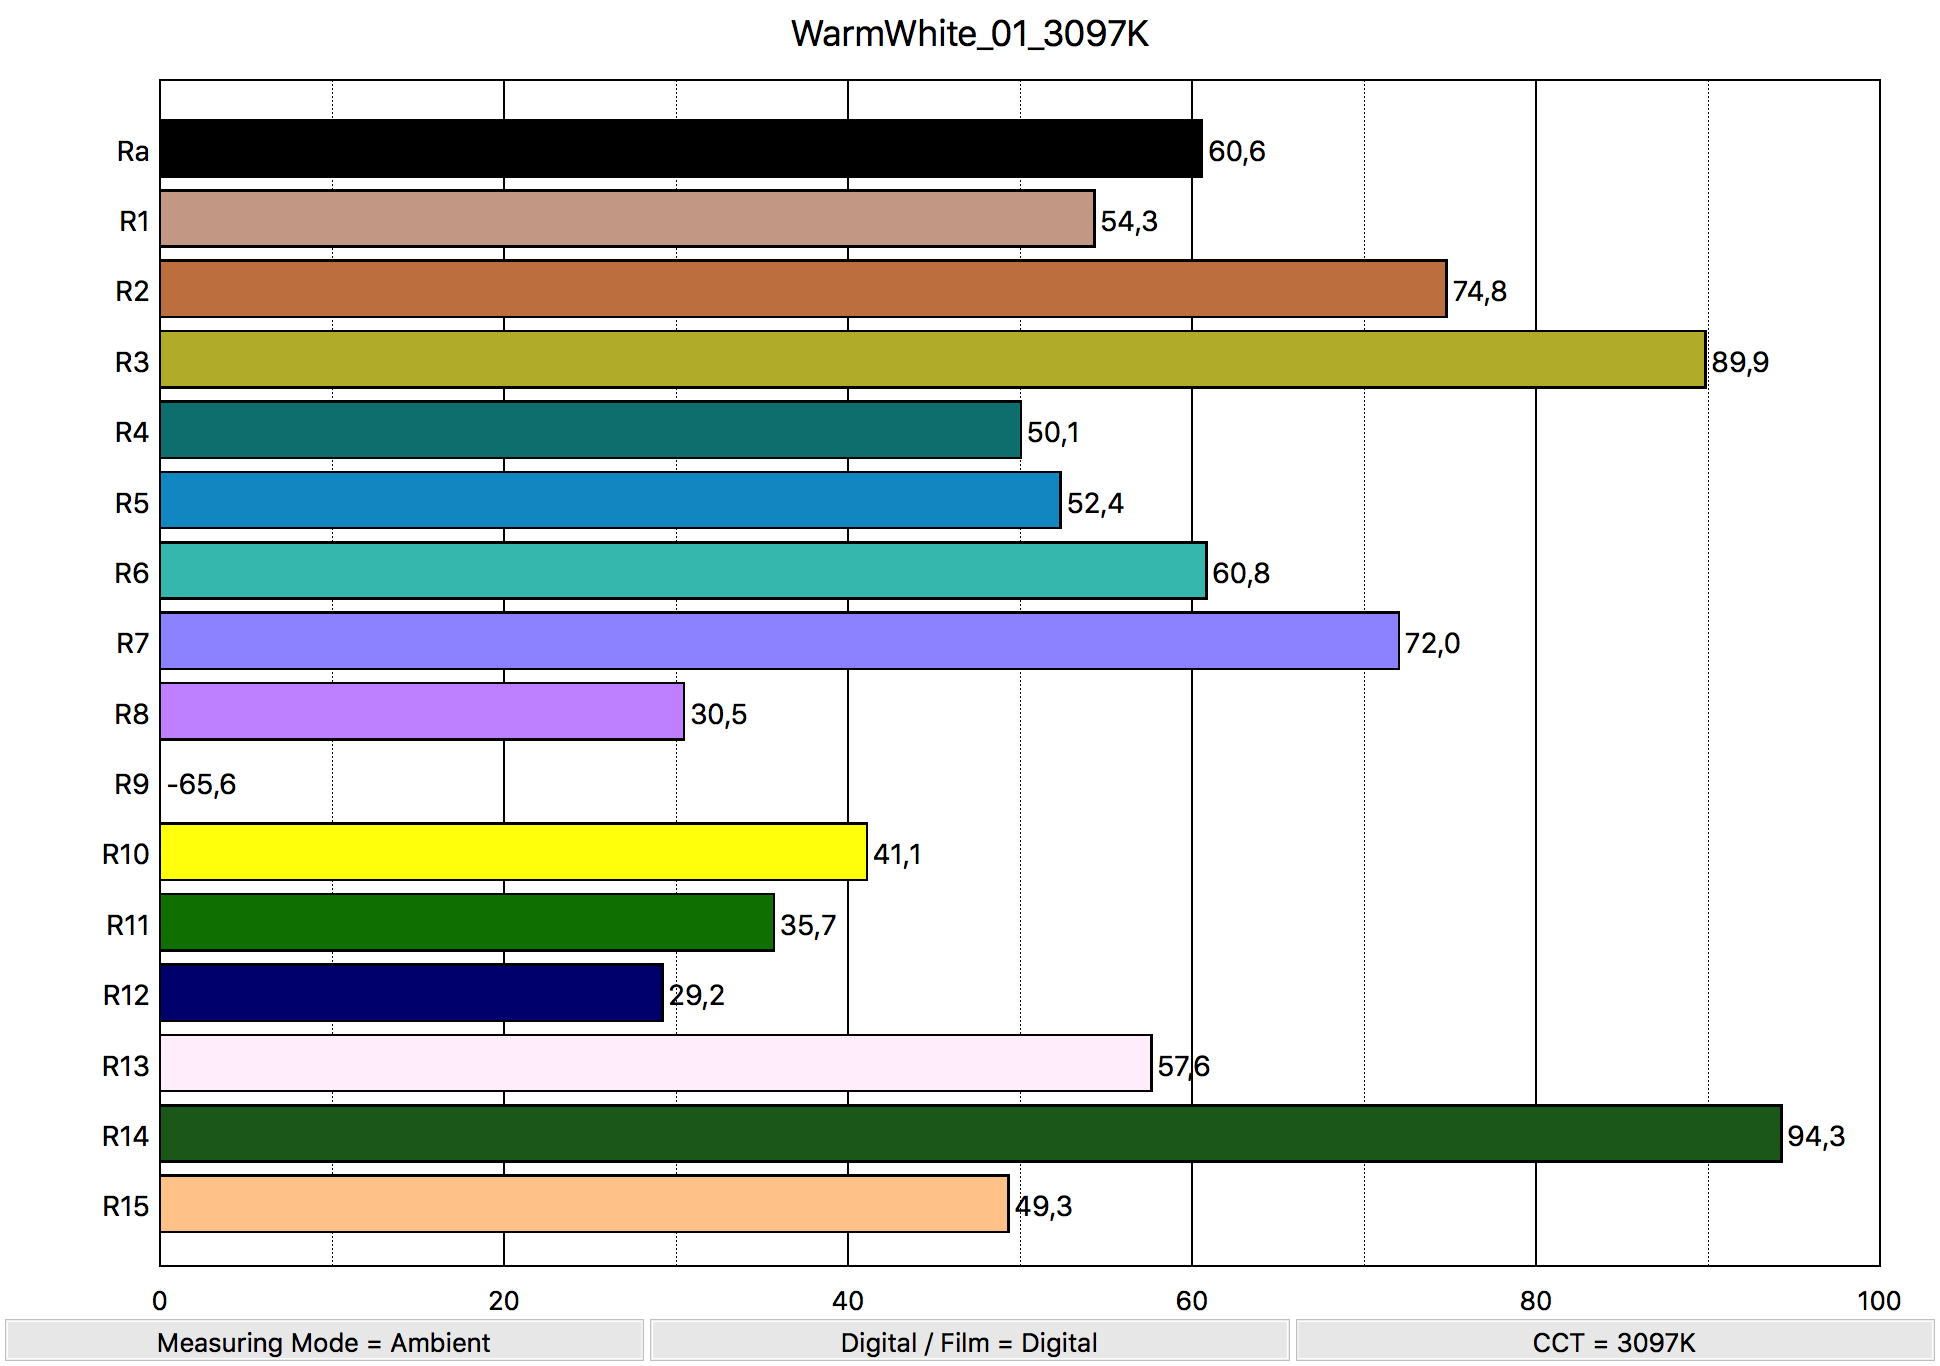 WarmWhite_01_3097K
Ra 60,6
R1 54,3
R2 74,8
R3 89,9
R4 50,1
R5 52,4
R6 60,8
R7 72,0
R8 30,5
R9 -65,6
R10 41,1
R11 35,7
R12 29,2
R13 57,6
R14 94,3
R15 49,3
0 20 40 60 80 100
Measuring Mode = Ambient Digital / Film = Digital CCT = 3097K